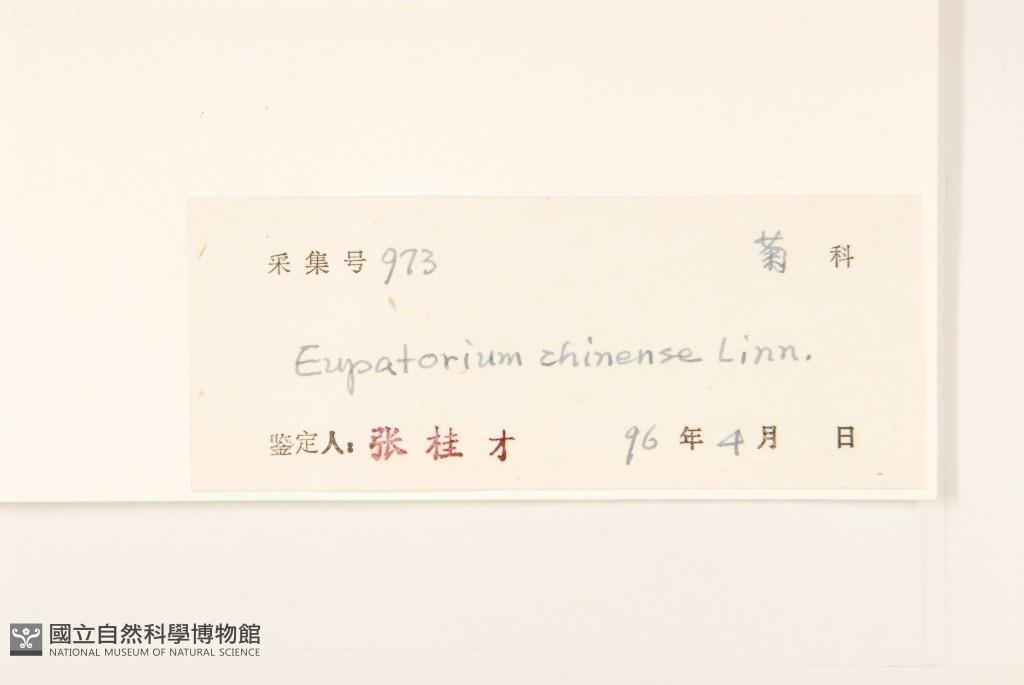 采集号 973 菊 科
Eupatorium chinense Linn.
鉴定人: 张桂才 96 年 4 月 日
國立自然科學博物館
NATIONAL MUSEUM OF NATURAL SCIENCE